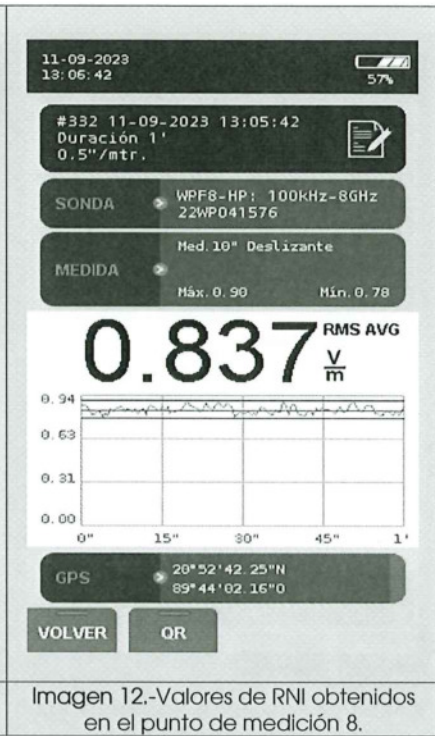 11-09-2023
13:06:42
57%
#332 11-09-2023 13:05:42
Duración 1'
0.5"/mtr.
SONDA
WPF8-HP: 100kHz-8GHz
22WP041576
MEDIDA
Med.10" Deslizante
Máx.0.90 Mín.0.78
0.837 RMS AVG
V/m
0.94
0.63
0.31
0.00
0" 15" 30" 45" 1'
GPS
20°52'42.25"N
89°44'02.16"O
VOLVER QR
Imagen 12.-Valores de RNI obtenidos
en el punto de medición 8.